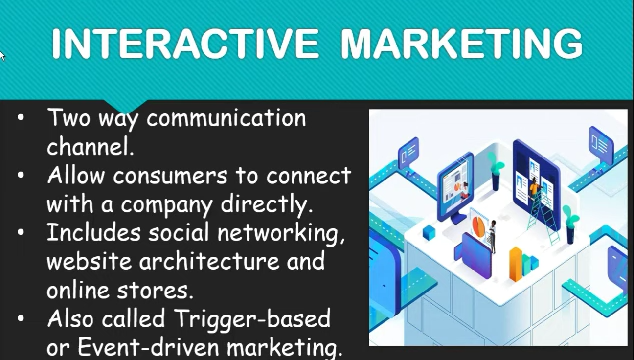 INTERACTIVE MARKETING
• Two way communication
channel.
• Allow consumers to connect
with a company directly.
• Includes social networking,
website architecture and
online stores.
• Also called Trigger-based
or Event-driven marketing.